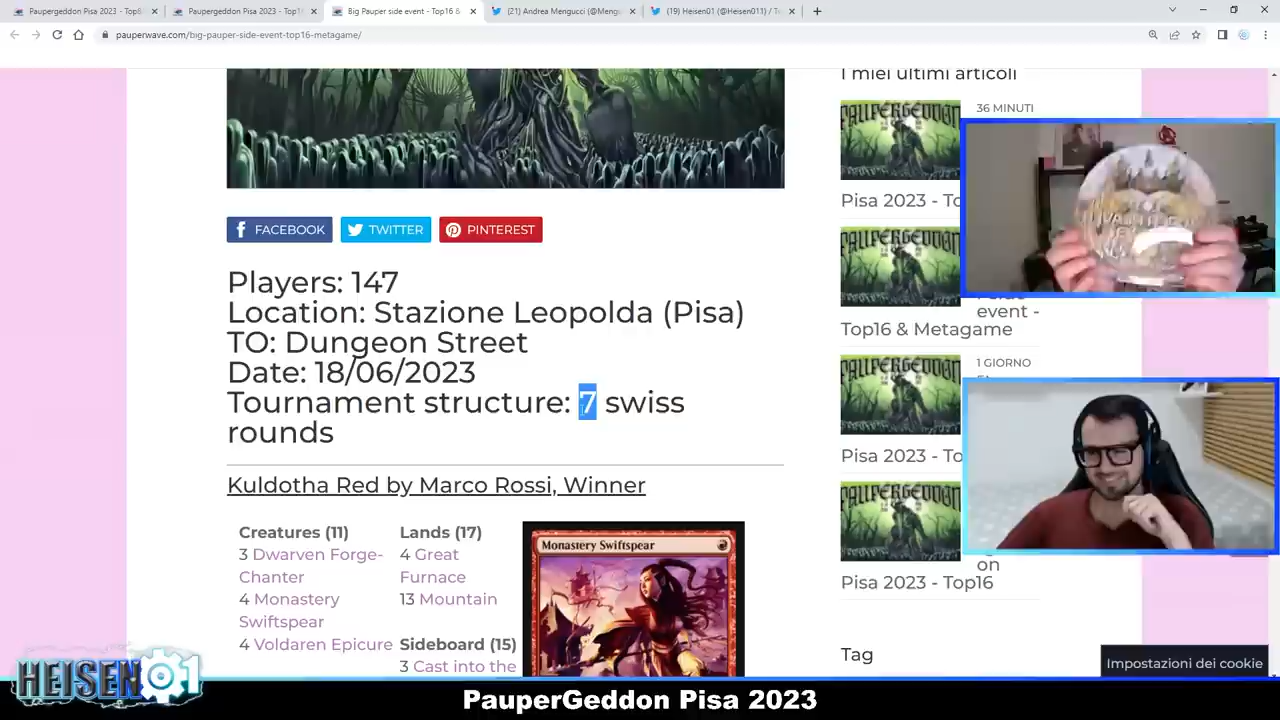 Paupergeddon Pisa 2023 - Top8
Paupergeddon Pisa 2023 - Top1
Big Pauper side event - Top16 &
(21) Andrea Mengucci (@Mengu
(19) Heisen01 (@Heisen011) / To
pauperwave.com/big-pauper-side-event-top16-metagame/
I miei ultimi articoli
36 MINUTI
Pisa 2023 - To
event -
Top16 & Metagame
1 GIORNO
Pisa 2023 - To
on
Pisa 2023 - Top16
Tag
Impostazioni dei cookie
FACEBOOK
TWITTER
PINTEREST
Players: 147
Location: Stazione Leopolda (Pisa)
TO: Dungeon Street
Date: 18/06/2023
Tournament structure: 7 swiss
rounds
Kuldotha Red by Marco Rossi, Winner
Creatures (11)
3 Dwarven Forge-
Chanter
4 Monastery
Swiftspear
4 Voldaren Epicure
Lands (17)
4 Great
Furnace
13 Mountain
Sideboard (15)
3 Cast into the
Monastery Swiftspear
HEISEN01
PauperGeddon Pisa 2023